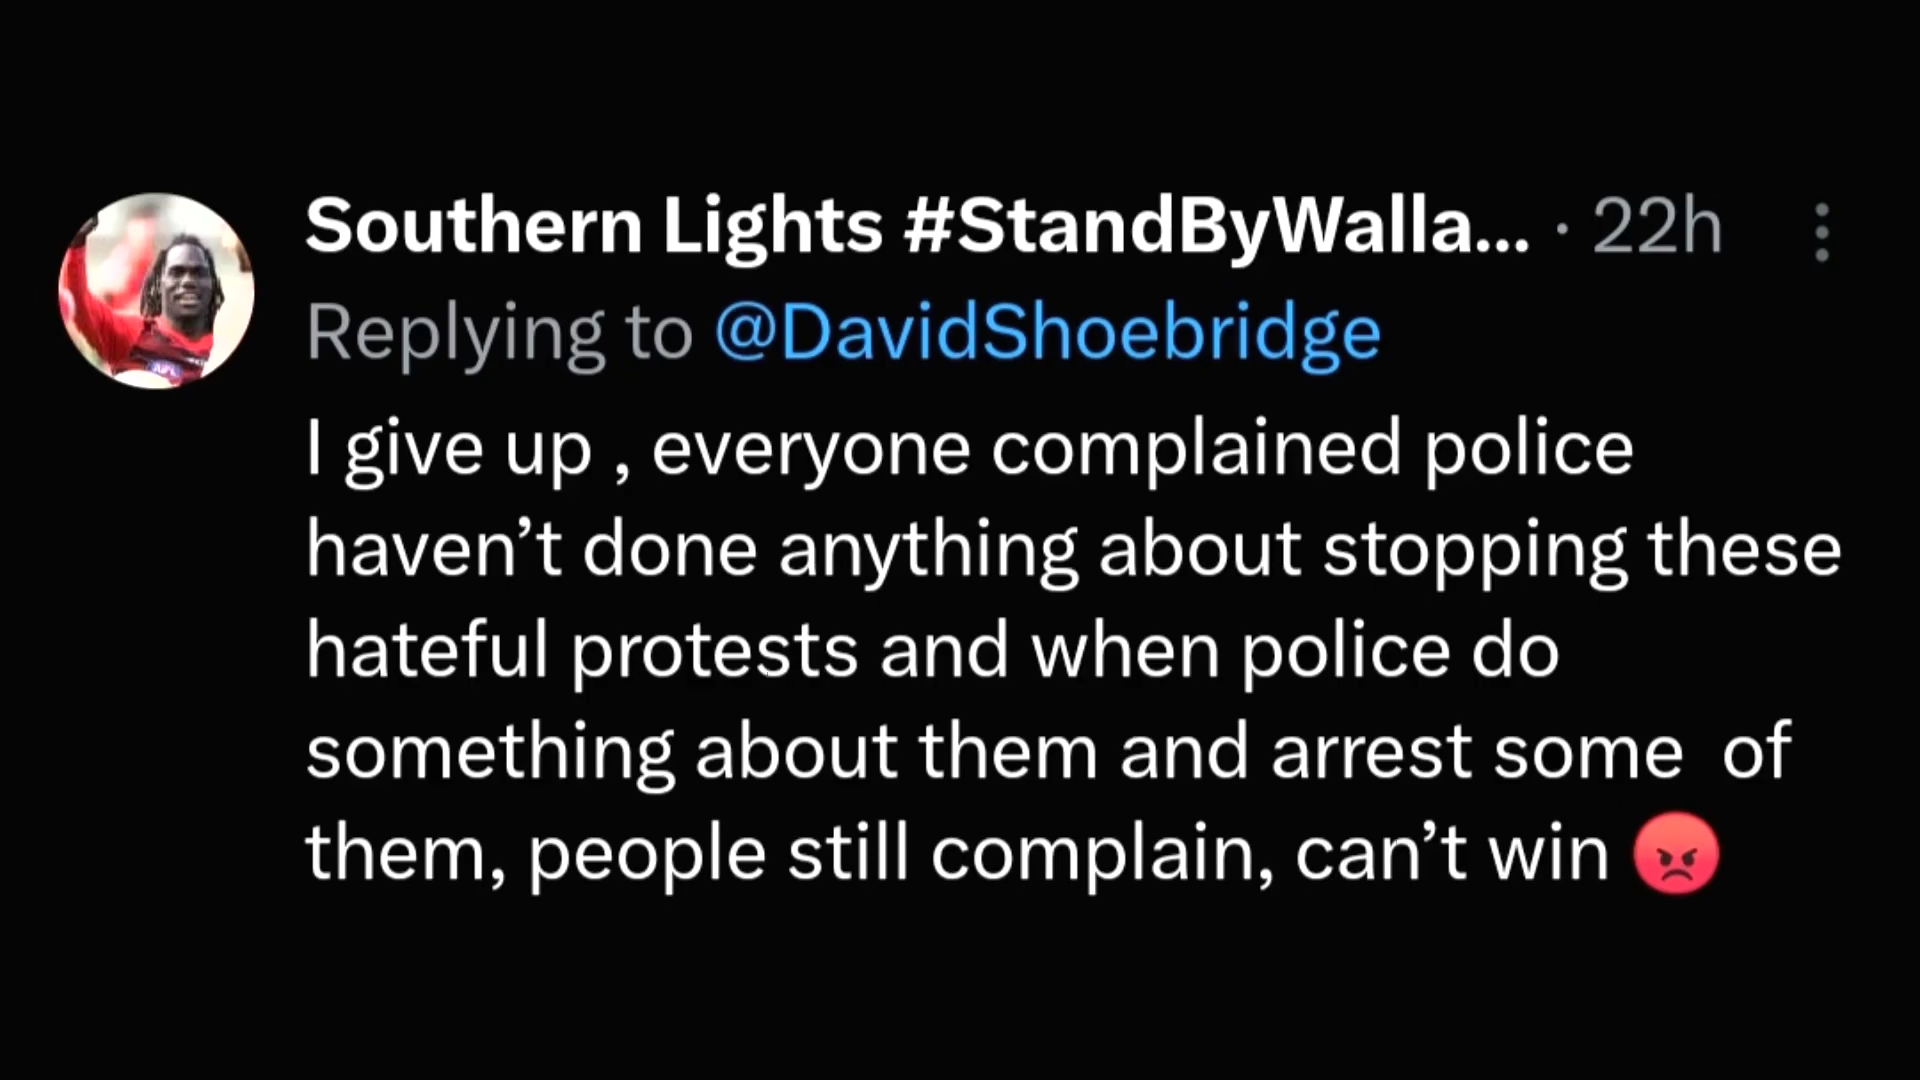 Southern Lights #StandByWalla... · 22h
Replying to @DavidShoebridge
I give up , everyone complained police
haven’t done anything about stopping these
hateful protests and when police do
something about them and arrest some  of
them, people still complain, can’t win 😡